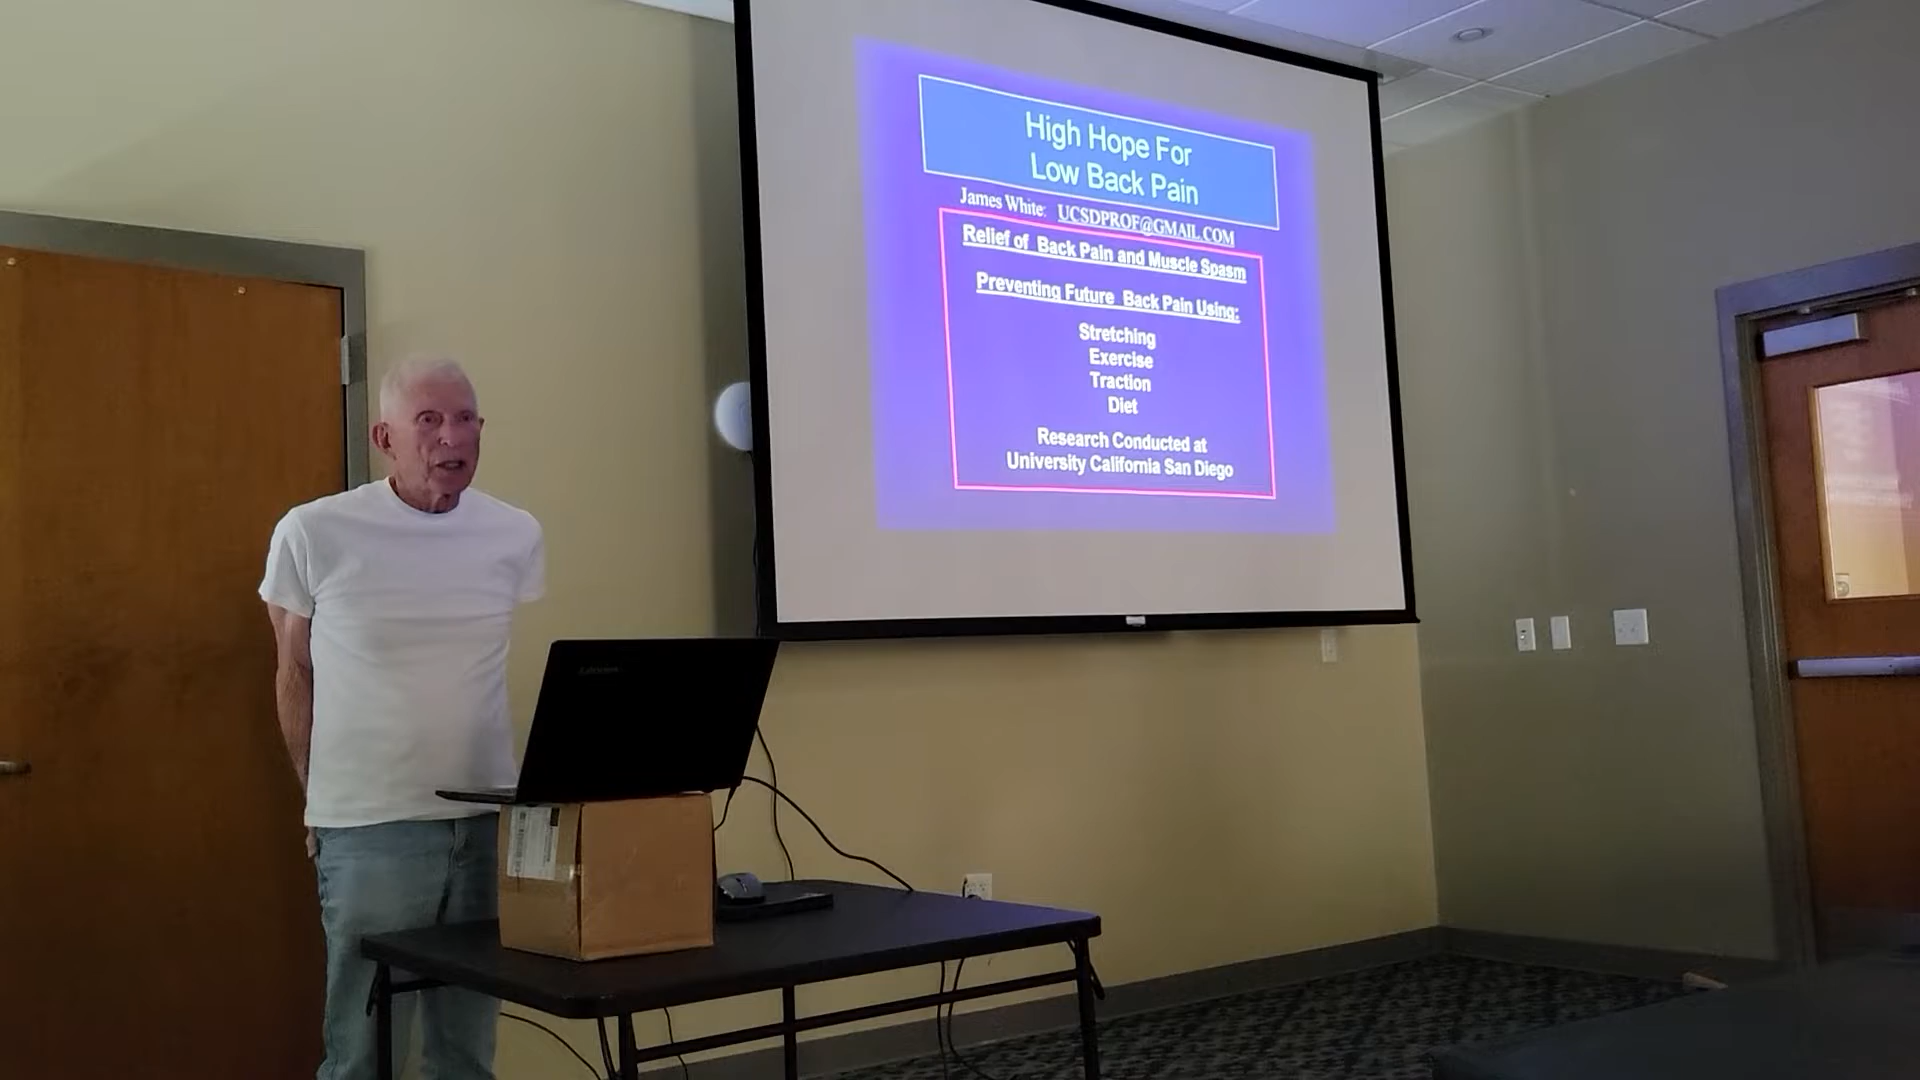 High Hope For
Low Back Pain
James White: UCSDPROF@GMAIL.COM
Relief of Back Pain and Muscle Spasm
Preventing Future Back Pain Using:
Stretching
Exercise
Traction
Diet
Research Conducted at
University California San Diego